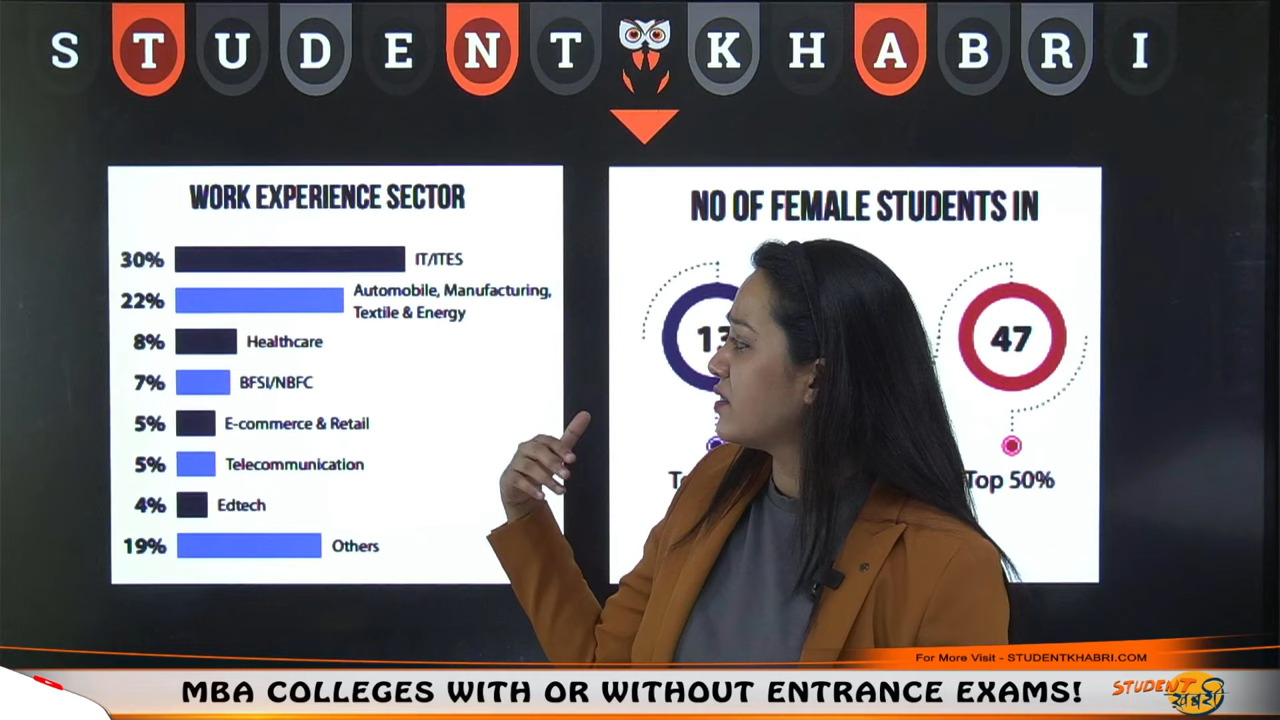 STUDENT KHABRI
WORK EXPERIENCE SECTOR
30% IT/ITES
22% Automobile, Manufacturing,
Textile & Energy
8% Healthcare
7% BFSI/NBFC
5% E-commerce & Retail
5% Telecommunication
4% Edtech
19% Others
NO OF FEMALE STUDENTS IN
47
Top 50%
For More Visit - STUDENTKHABRI.COM
MBA COLLEGES WITH OR WITHOUT ENTRANCE EXAMS!
STUDENT
खबरी